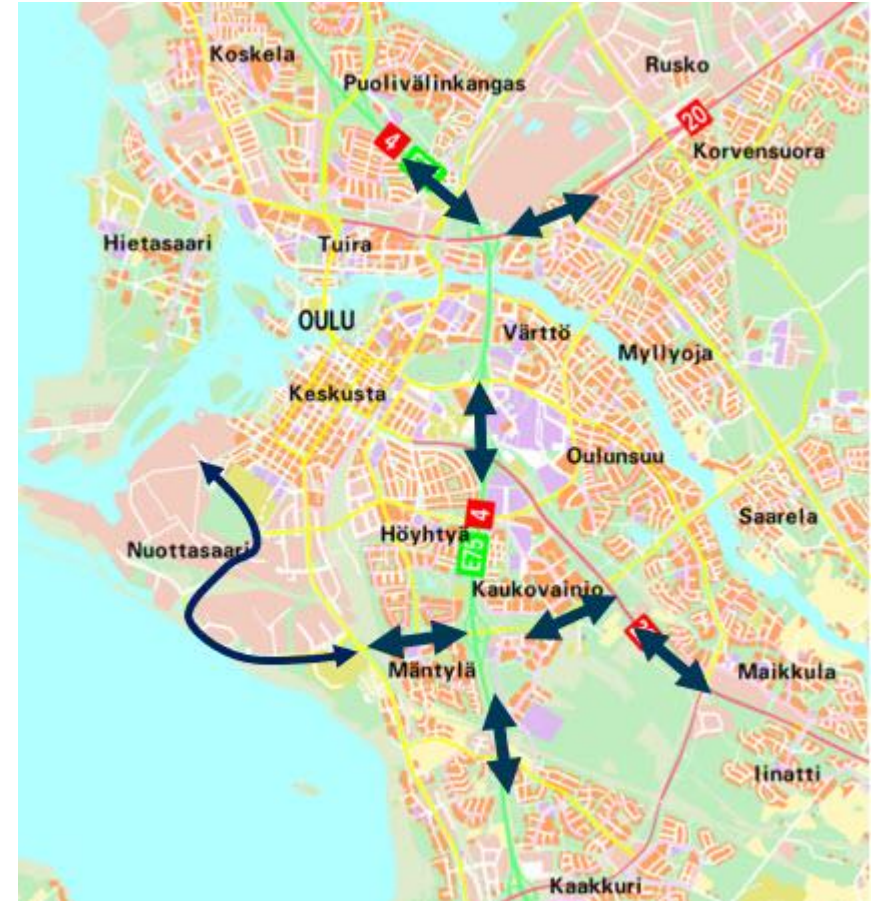 Koskela
Rusko
Puolivälinkangas
4
20
Korvensuora
Hietasaari
Tuira
OULU
Värttö
Myllyoja
Keskusta
Oulunsuu
4
Saarela
Höyhtyä
E75
Nuottasaari
Kaukovainio
Mäntylä
Maikkula
Iinatti
Kaakkuri